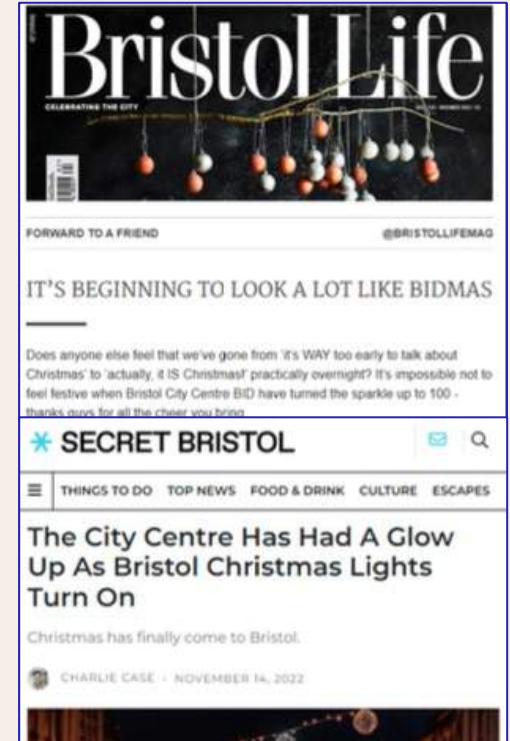 Bristol Life
CELEBRATING THE CITY
FORWARD TO A FRIEND @BRISTOLLIFEMAG
IT'S BEGINNING TO LOOK A LOT LIKE BIDMAS
Does anyone else feel that we've gone from 'it's WAY too early to talk about
Christmas' to 'actually, it IS Christmas!' practically overnight? It's impossible not to
feel festive when Bristol City Centre BID have turned the sparkle up to 100 -
thanks guys for all the cheer you bring
SECRET BRISTOL
THINGS TO DO TOP NEWS FOOD & DRINK CULTURE ESCAPES
The City Centre Has Had A Glow
Up As Bristol Christmas Lights
Turn On
Christmas has finally come to Bristol.
CHARLIE CASE • NOVEMBER 14, 2022